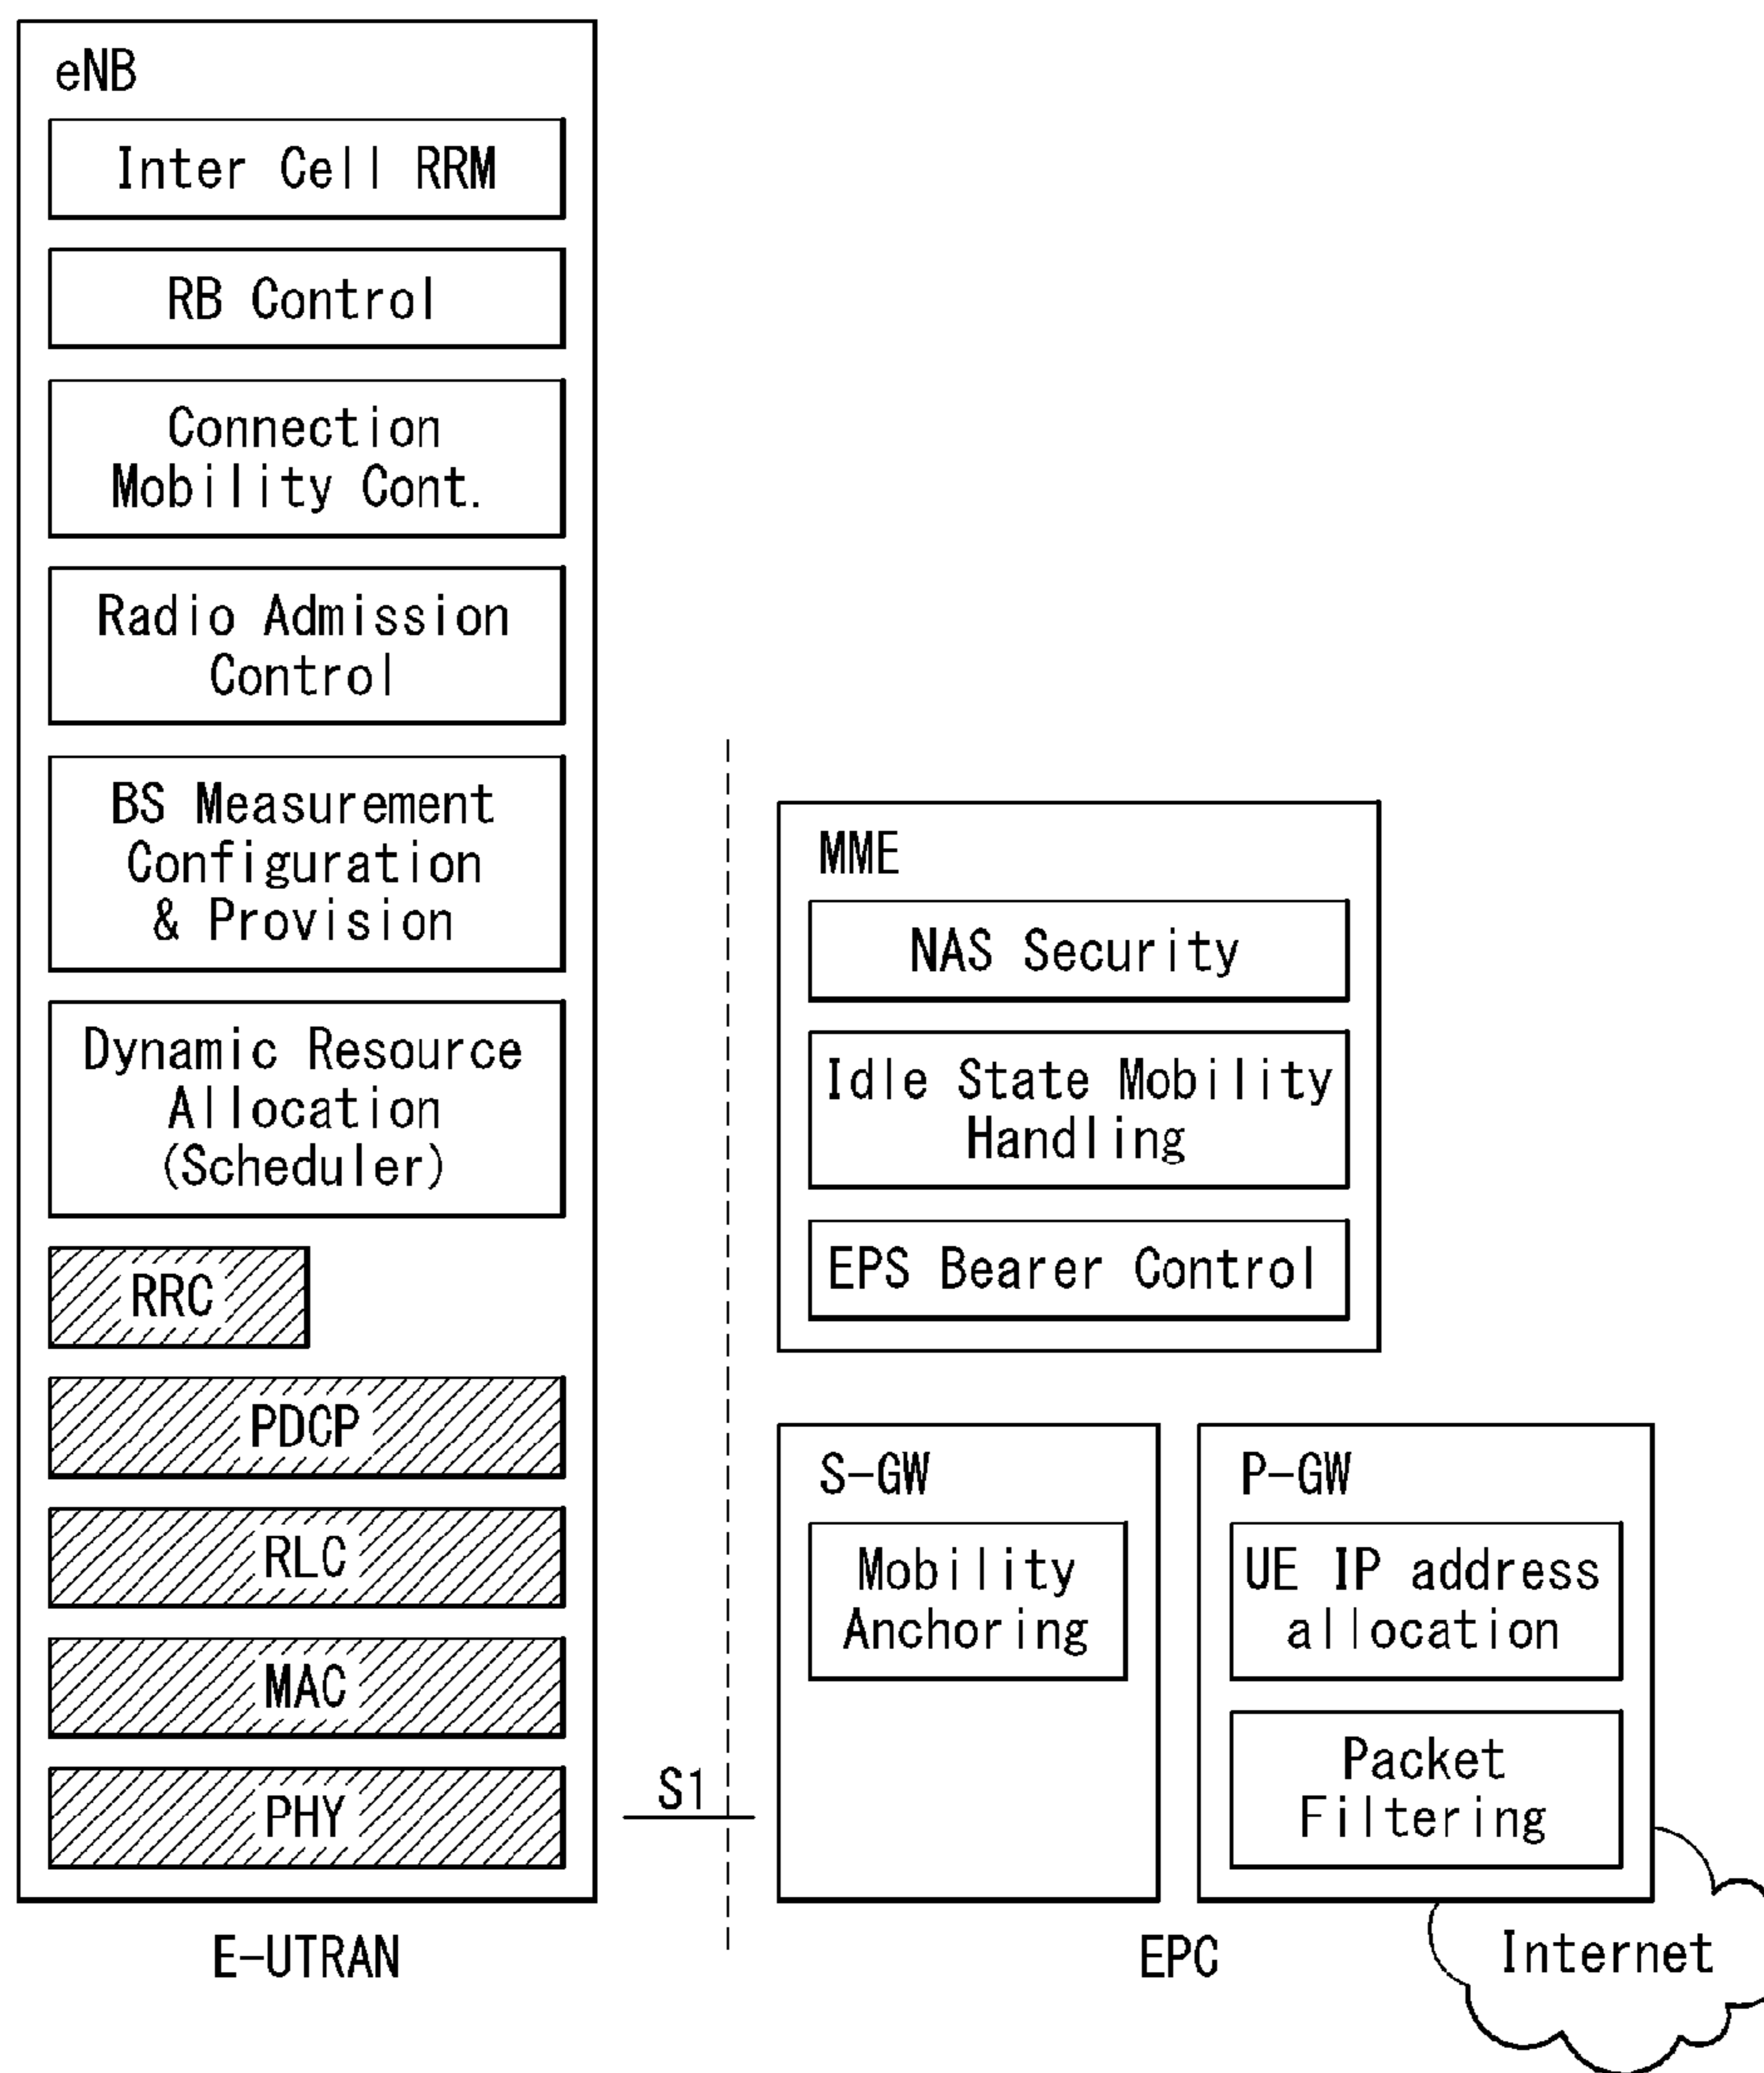 eNB
Inter Cell RRM
RB Control
Connection
Mobility Cont.
Radio Admission
Control
BS Measurement
Configuration
& Provision
Dynamic Resource
Allocation
(Scheduler)
RRC
PDCP
RLC
MAC
PHY
S1
MME
NAS Security
Idle State Mobility
Handling
EPS Bearer Control
S-GW
Mobility
Anchoring
P-GW
UE IP address
allocation
Packet
Filtering
E-UTRAN
EPC
Internet